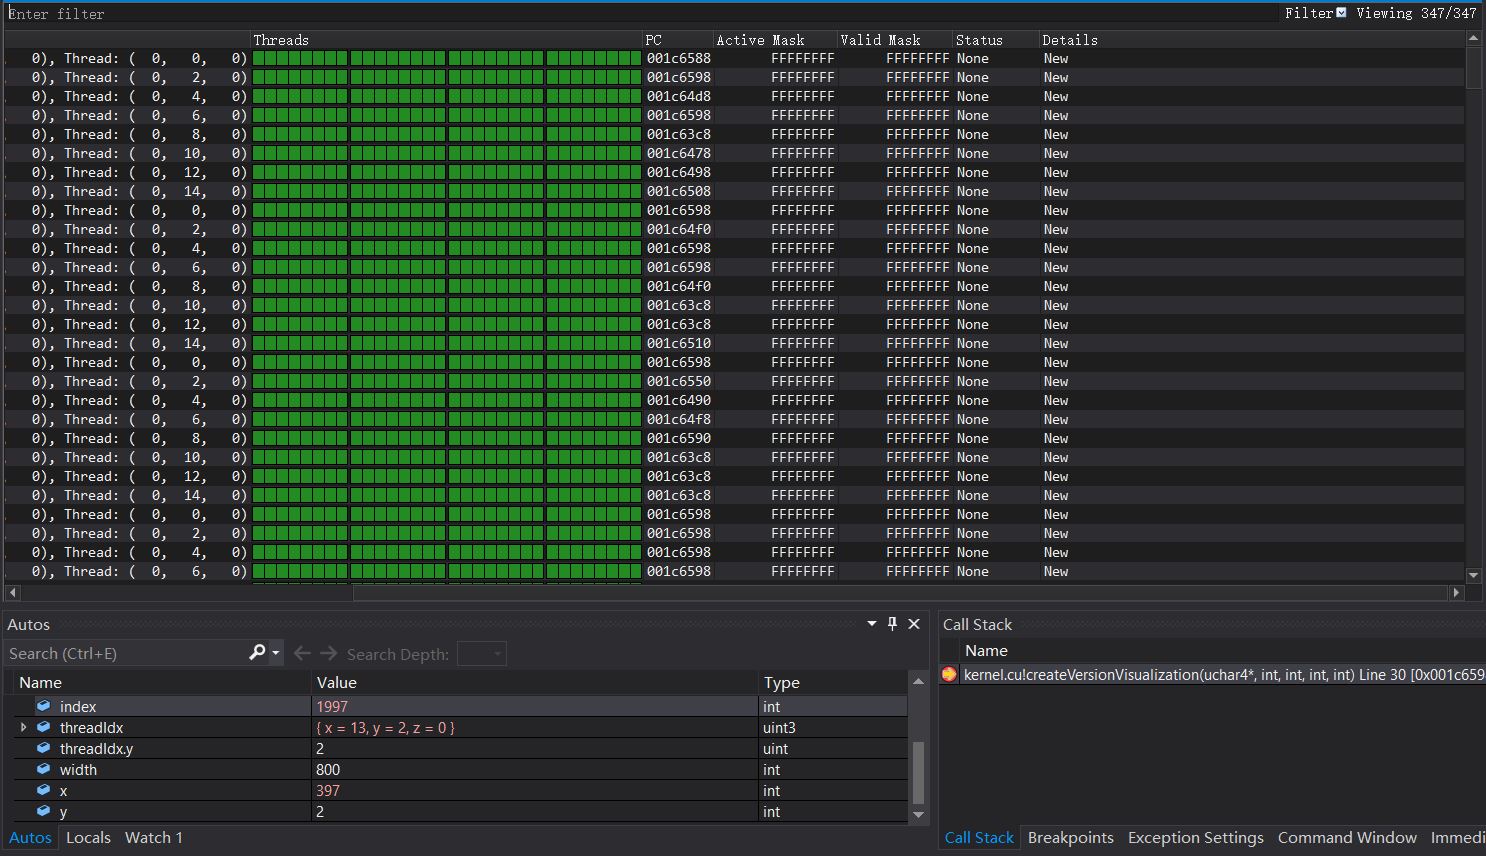 Enter filter Filter Viewing 347/347
Threads PC Active Mask Valid Mask Status Details
0), Thread: ( 0, 0, 0) 001c6588 FFFFFFFF FFFFFFFF None New
0), Thread: ( 0, 2, 0) 001c6598 FFFFFFFF FFFFFFFF None New
0), Thread: ( 0, 4, 0) 001c64d8 FFFFFFFF FFFFFFFF None New
0), Thread: ( 0, 6, 0) 001c6598 FFFFFFFF FFFFFFFF None New
0), Thread: ( 0, 8, 0) 001c63c8 FFFFFFFF FFFFFFFF None New
0), Thread: ( 0, 10, 0) 001c6478 FFFFFFFF FFFFFFFF None New
0), Thread: ( 0, 12, 0) 001c6498 FFFFFFFF FFFFFFFF None New
0), Thread: ( 0, 14, 0) 001c6508 FFFFFFFF FFFFFFFF None New
0), Thread: ( 0, 0, 0) 001c6598 FFFFFFFF FFFFFFFF None New
0), Thread: ( 0, 2, 0) 001c64f0 FFFFFFFF FFFFFFFF None New
0), Thread: ( 0, 4, 0) 001c6598 FFFFFFFF FFFFFFFF None New
0), Thread: ( 0, 6, 0) 001c6598 FFFFFFFF FFFFFFFF None New
0), Thread: ( 0, 8, 0) 001c64f0 FFFFFFFF FFFFFFFF None New
0), Thread: ( 0, 10, 0) 001c63c8 FFFFFFFF FFFFFFFF None New
0), Thread: ( 0, 12, 0) 001c63c8 FFFFFFFF FFFFFFFF None New
0), Thread: ( 0, 14, 0) 001c6510 FFFFFFFF FFFFFFFF None New
0), Thread: ( 0, 0, 0) 001c6598 FFFFFFFF FFFFFFFF None New
0), Thread: ( 0, 2, 0) 001c6550 FFFFFFFF FFFFFFFF None New
0), Thread: ( 0, 4, 0) 001c6490 FFFFFFFF FFFFFFFF None New
0), Thread: ( 0, 6, 0) 001c64f8 FFFFFFFF FFFFFFFF None New
0), Thread: ( 0, 8, 0) 001c6590 FFFFFFFF FFFFFFFF None New
0), Thread: ( 0, 10, 0) 001c63c8 FFFFFFFF FFFFFFFF None New
0), Thread: ( 0, 12, 0) 001c63c8 FFFFFFFF FFFFFFFF None New
0), Thread: ( 0, 14, 0) 001c63c8 FFFFFFFF FFFFFFFF None New
0), Thread: ( 0, 0, 0) 001c6598 FFFFFFFF FFFFFFFF None New
0), Thread: ( 0, 2, 0) 001c6598 FFFFFFFF FFFFFFFF None New
0), Thread: ( 0, 4, 0) 001c6598 FFFFFFFF FFFFFFFF None New
0), Thread: ( 0, 6, 0) 001c6598 FFFFFFFF FFFFFFFF None New
Autos
Search (Ctrl+E) Search Depth:
Name Value Type
index 1997 int
threadIdx { x = 13, y = 2, z = 0 } uint3
threadIdx.y 2 uint
width 800 int
x 397 int
y 2 int
Autos Locals Watch 1
Call Stack
Name
kernel.cu!createVersionVisualization(uchar4*, int, int, int, int) Line 30 [0x001c659
Call Stack Breakpoints Exception Settings Command Window Immedi